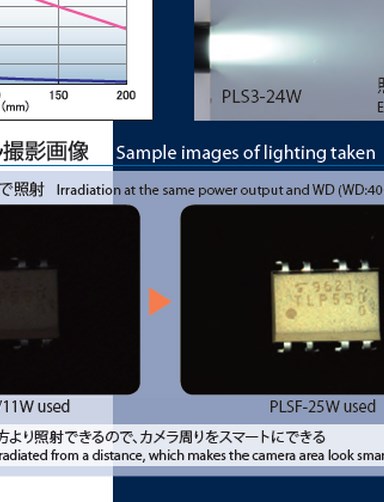 150 200
(mm)
PLS3-24W
撮影画像 Sample images of lighting taken
で照射 Irradiation at the same power output and WD (WD:40
9621
TLP550
/11W used
PLSF-25W used
方より照射できるので、カメラ周りをスマートにできる
radiated from a distance, which makes the camera area look smar